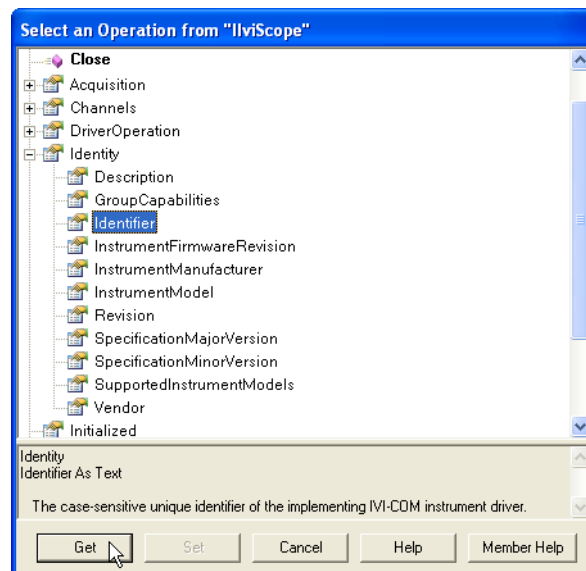 Select an Operation from "IIviScope"
Close
Acquisition
Channels
DriverOperation
Identity
Description
GroupCapabilities
Identifier
InstrumentFirmwareRevision
InstrumentManufacturer
InstrumentModel
Revision
SpecificationMajorVersion
SpecificationMinorVersion
SupportedInstrumentModels
Vendor
Initialized
Identity
Identifier As Text
The case-sensitive unique identifier of the implementing IVI-COM instrument driver.
Get Set Cancel Help Member Help